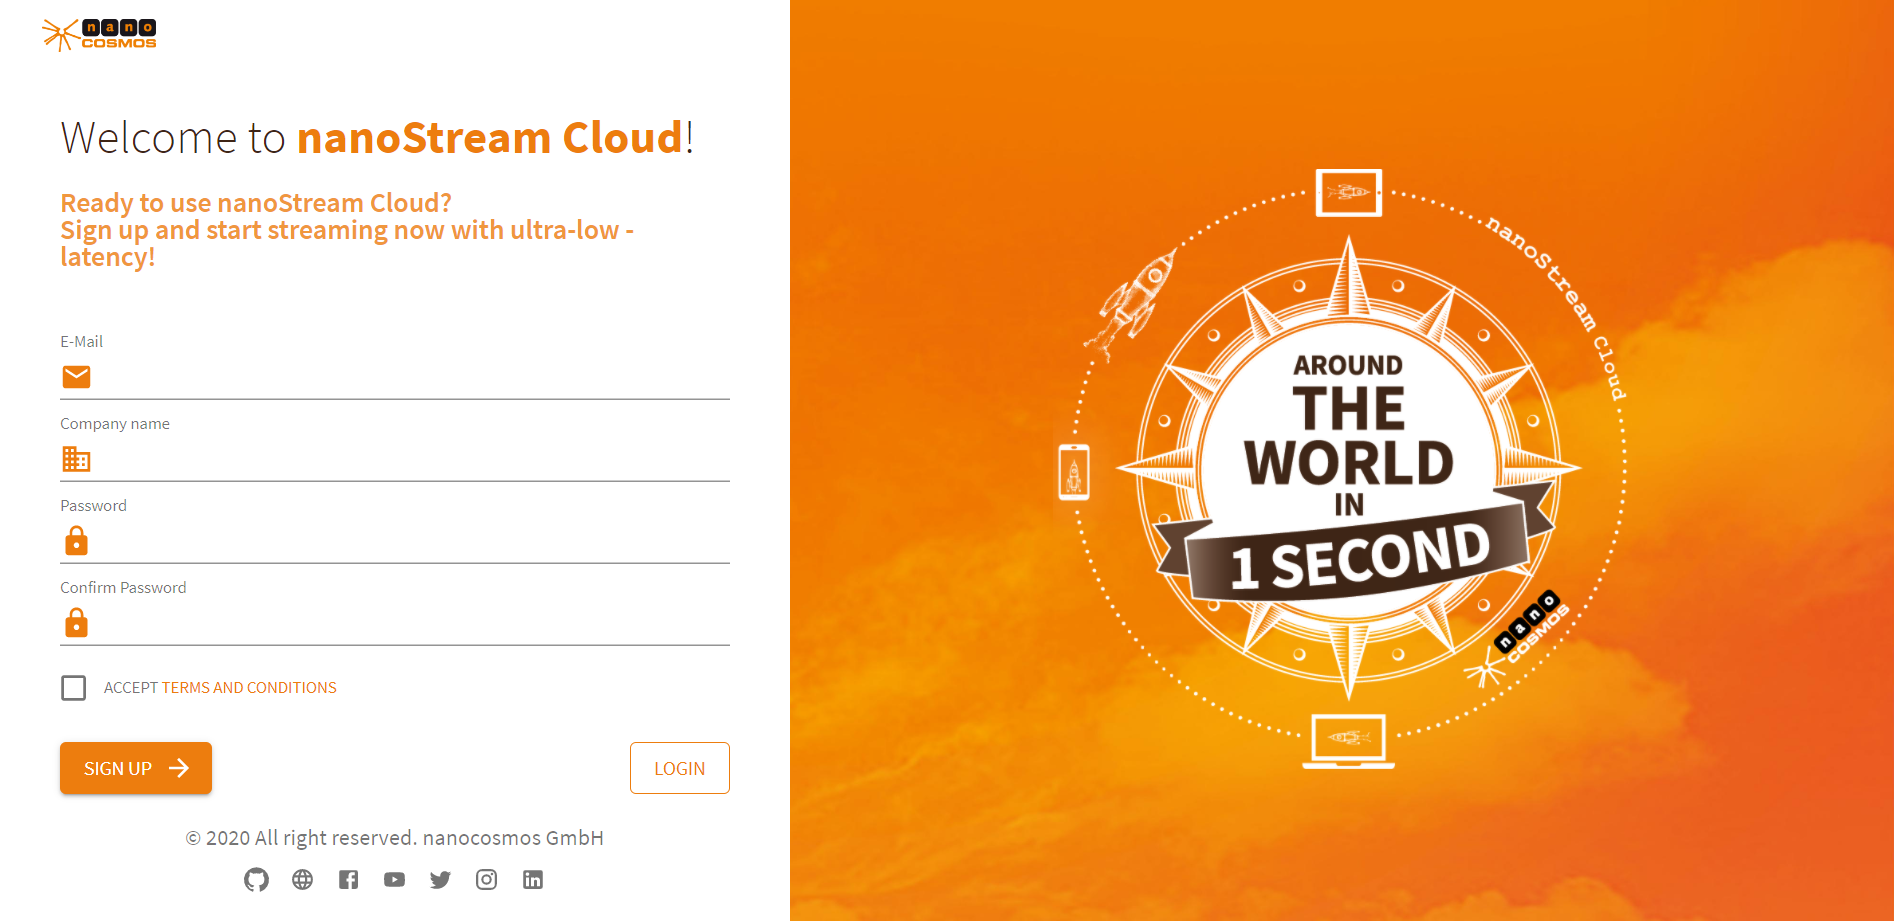 nano
COSMOS
Welcome to nanoStream Cloud!
Ready to use nanoStream Cloud?
Sign up and start streaming now with ultra-low -
latency!
E-Mail
Company name
Password
Confirm Password
ACCEPT TERMS AND CONDITIONS
SIGN UP
LOGIN
© 2020 All right reserved. nanocosmos GmbH
nanoStream Cloud
AROUND
THE
WORLD
IN
1 SECOND
nano
COSMOS